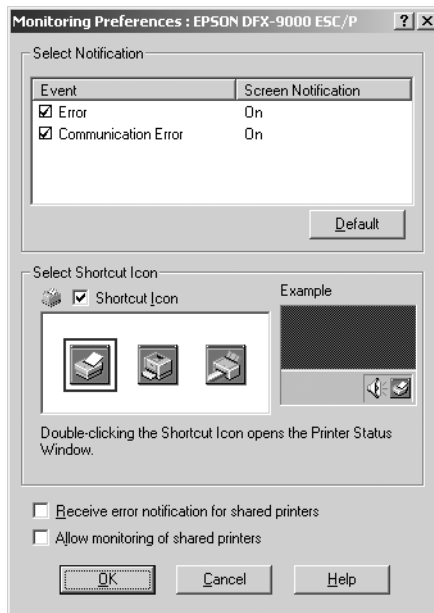 Monitoring Preferences : EPSON DFX-9000 ESC/P
Select Notification
Event Screen Notification
Error On
Communication Error On
Default
Select Shortcut Icon
Shortcut Icon
Example
Double-clicking the Shortcut Icon opens the Printer Status
Window.
Receive error notification for shared printers
Allow monitoring of shared printers
OK Cancel Help